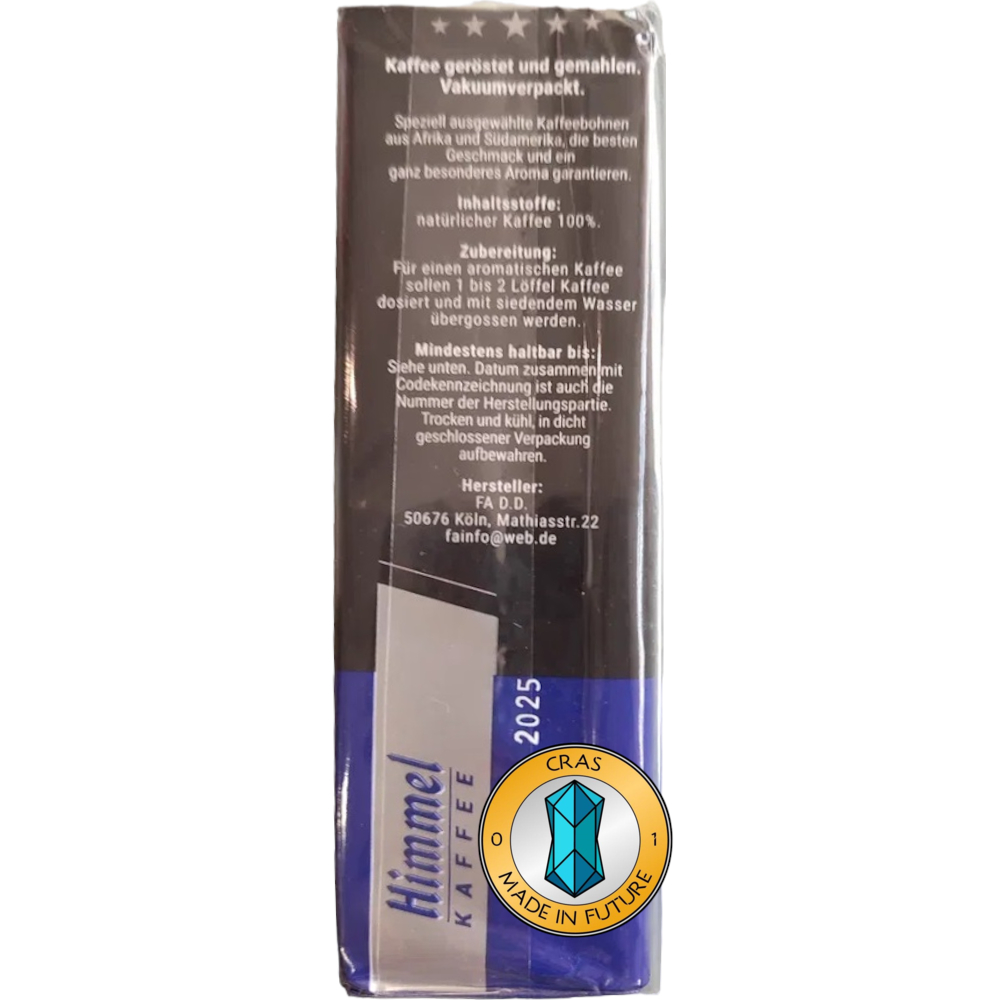 Kaffee geröstet und gemahlen.
Vakuumverpackt.
Speziell ausgewählte Kaffeebohnen
aus Afrika und Südamerika, die besten
Geschmack und ein
ganz besonderes Aroma garantieren.
Inhaltsstoffe:
natürlicher Kaffee 100%.
Zubereitung:
Für einen aromatischen Kaffee
sollen 1 bis 2 Löffel Kaffee
dosiert und mit siedendem Wasser
übergossen werden.
Mindestens haltbar bis:
Siehe unten. Datum zusammen mit
Codekennzeichnung ist auch die
Nummer der Herstellungspartie.
Trocken und kühl, in dicht
geschlossener Verpackung
aufbewahren.
Hersteller:
FA D.D.
50676 Köln, Mathiasstr.22
fainfo@web.de
2025
Himmel
KAFFEE
CRAS
0 1
MADE IN FUTURE